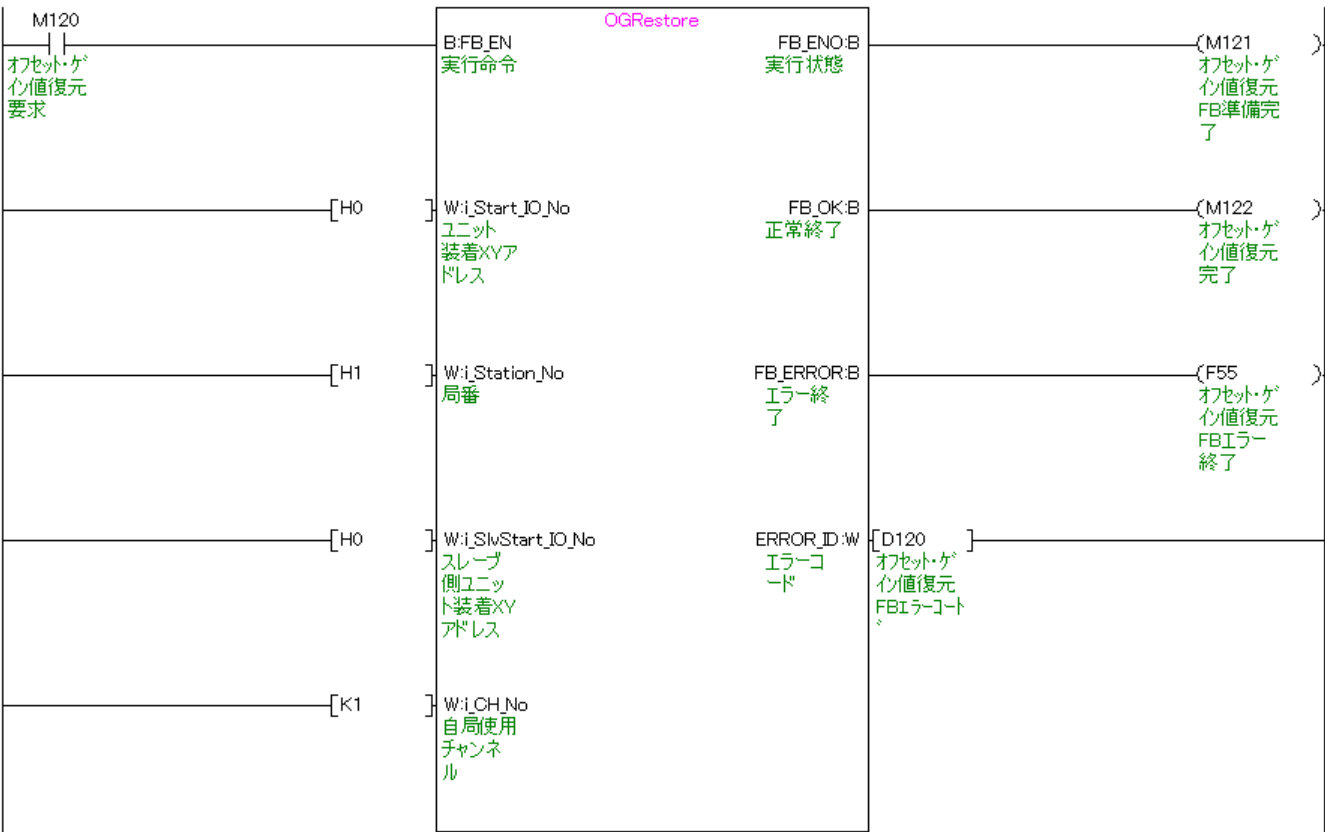 OGRestore
M120
オフセット・ゲ
イン値復元
要求
B:FB_EN
実行命令
FB_ENO:B
実行状態
(M121 )
オフセット・ゲ
イン値復元
FB準備完
了
[H0 ]
W:i_Start_IO_No
ユニット
装着XYア
ドレス
FB_OK:B
正常終了
(M122 )
オフセット・ゲ
イン値復元
完了
[H1 ]
W:i_Station_No
局番
FB_ERROR:B
エラー終
了
(F55 )
オフセット・ゲ
イン値復元
FBエラー
終了
[H0 ]
W:i_SlvStart_IO_No
スレーブ
側ユニッ
ト装着XY
アドレス
ERROR_ID:W
エラーコ
ード
[D120 ]
オフセット・ゲ
イン値復元
FBエラーコート
゙
[K1 ]
W:i_CH_No
自局使用
チャンネ
ル